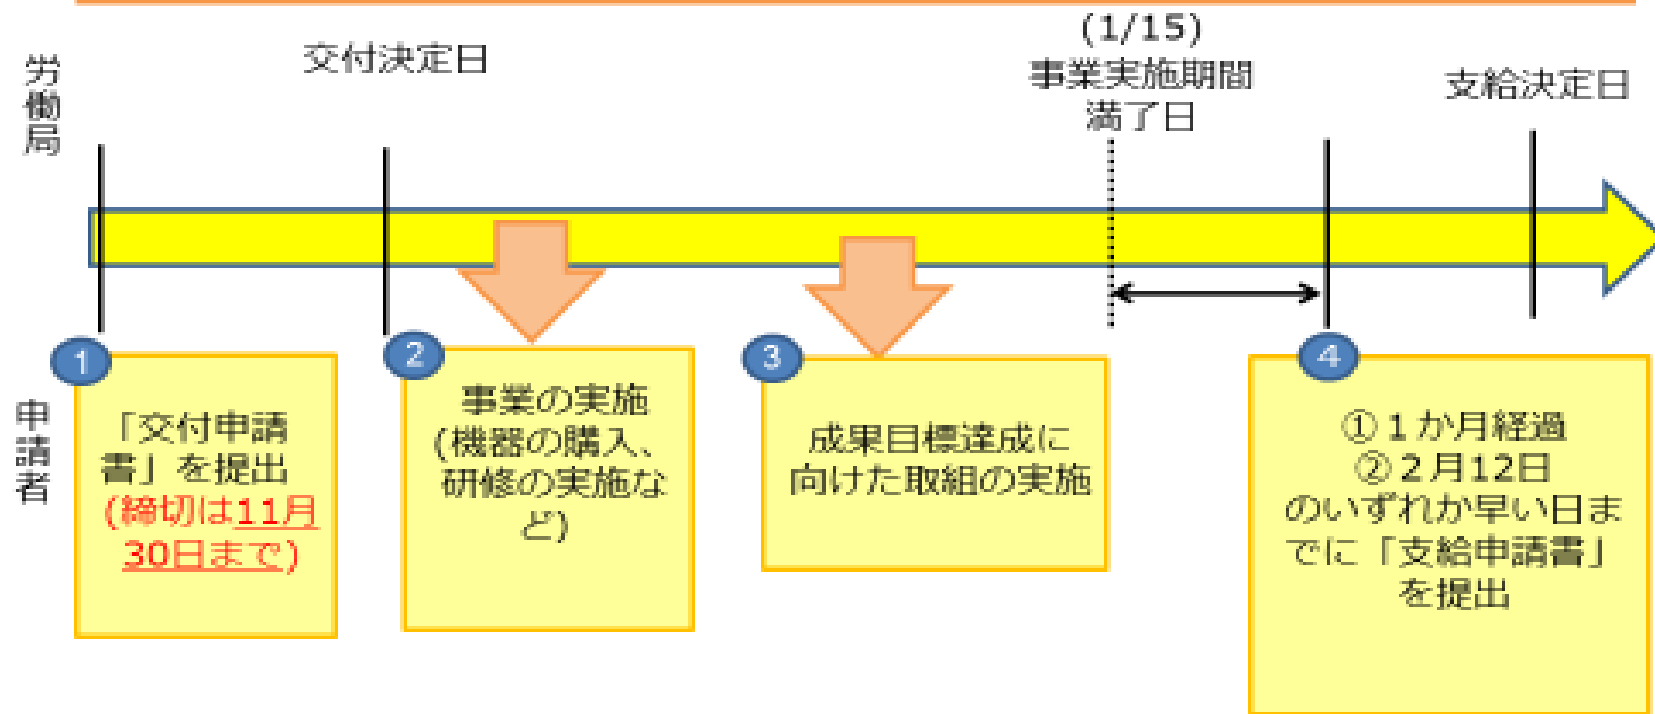 労働局
交付決定日
(1/15)
事業実施期間
満了日
支給決定日
申請者
1
「交付申請
書」を提出
(締切は11月
30日まで)
2
事業の実施
(機器の購入、
研修の実施な
ど)
3
成果目標達成に
向けた取組の実施
4
①１か月経過
②２月12日
のいずれか早い日ま
でに「支給申請書」
を提出